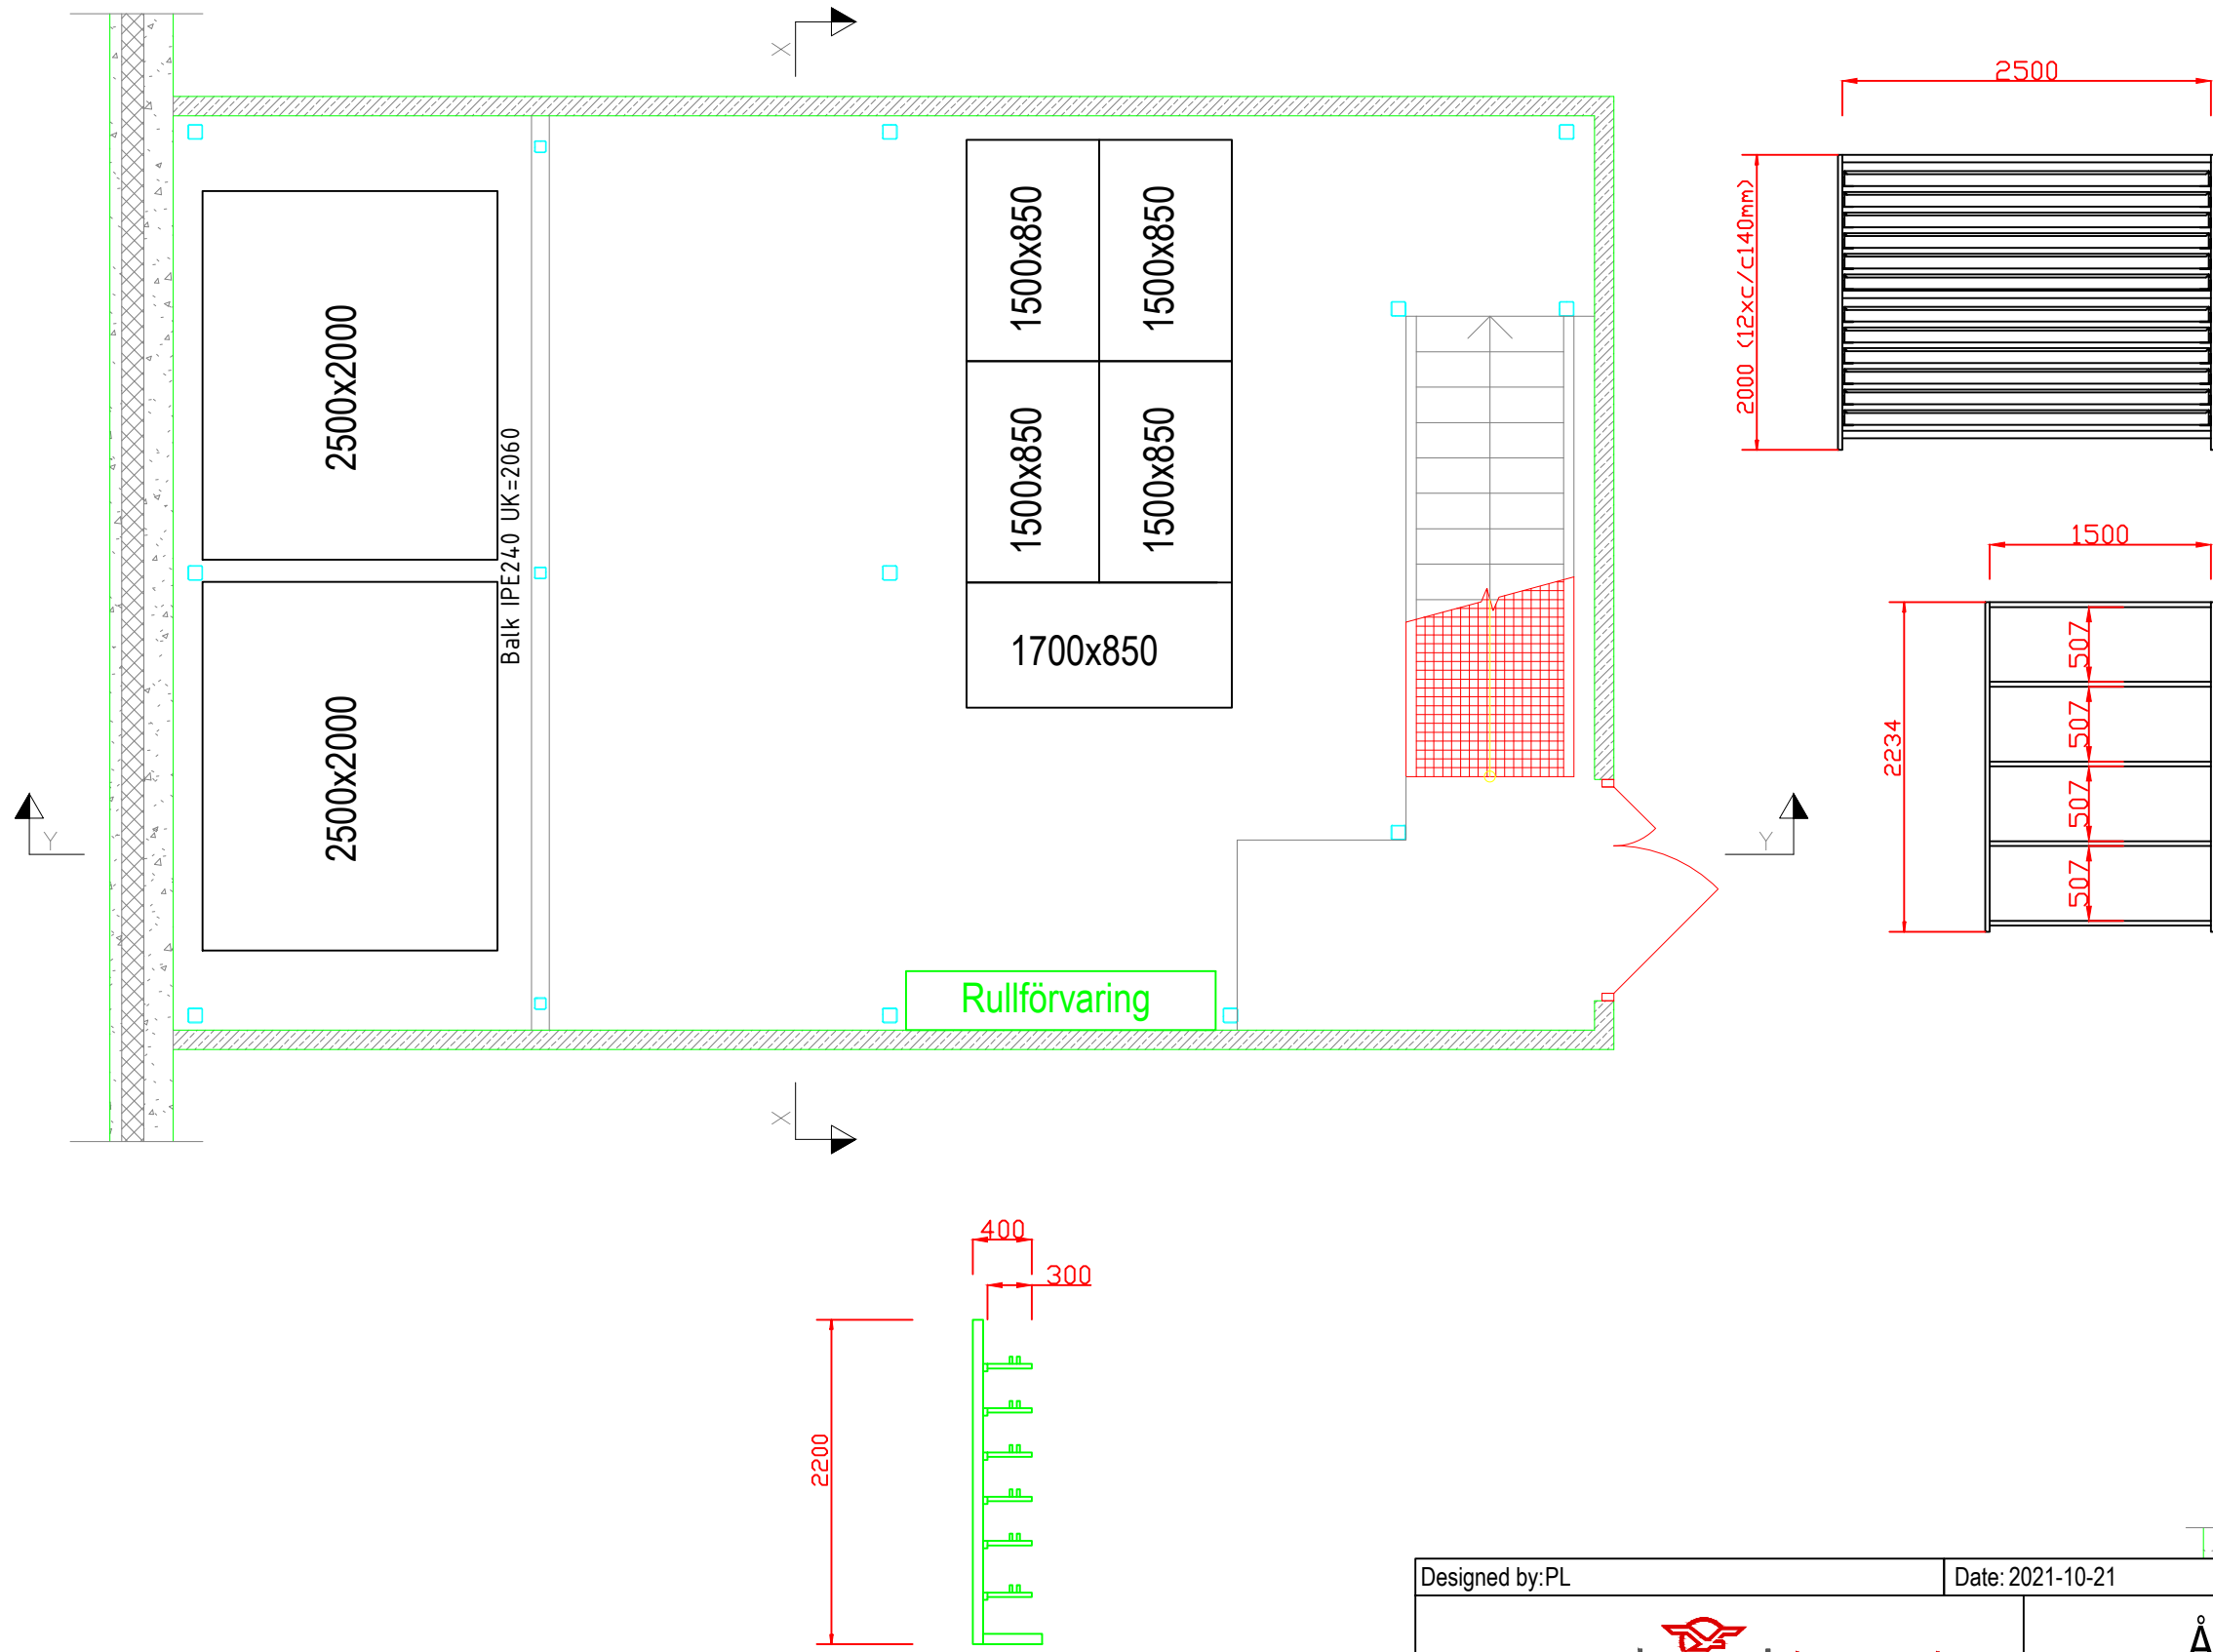 X
2500
2000 (12xc/c140mm)
1500x850
1500x850
2500x2000
1500x850
1500x850
Balk IPE240 UK=2060
1500
507
507
507
507
2234
1700x850
2500x2000
Y
Y
Rullförvaring
X
400
300
2200
Designed by:PL
Date: 2021-10-21
Å